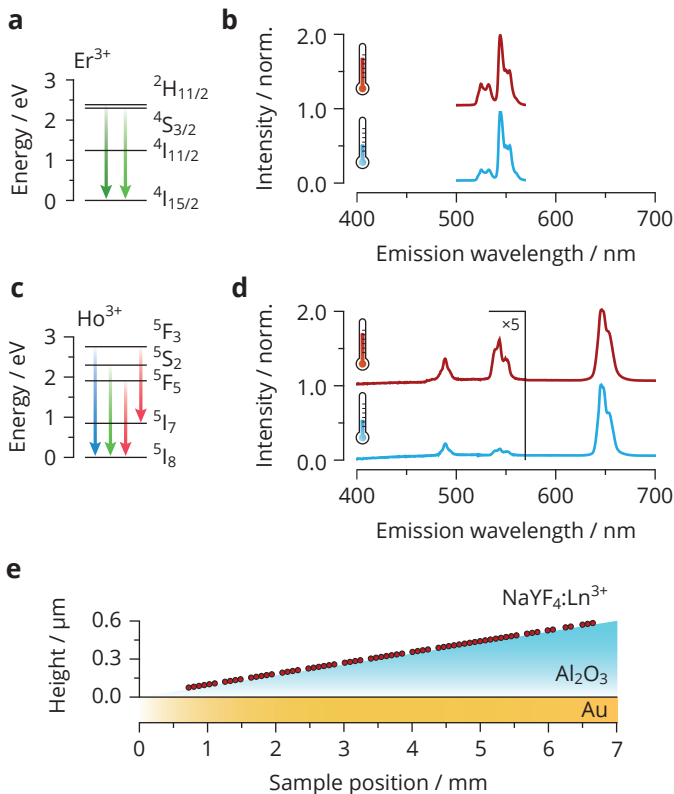 a
Er³⁺
Energy / eV
3
2
1
0
²H₁₁/₂
⁴S₃/₂
⁴I₁₁/₂
⁴I₁₅/₂
b
Intensity / norm.
2.0
1.0
0.0
400
500
600
700
Emission wavelength / nm
c
Ho³⁺
Energy / eV
3
2
1
0
⁵F₃
⁵S₂
⁵F₅
⁵I₇
⁵I₈
d
Intensity / norm.
2.0
1.0
0.0
×5
400
500
600
700
Emission wavelength / nm
e
NaYF₄:Ln³⁺
Height / µm
0.6
0.3
0.0
Al₂O₃
Au
0
1
2
3
4
5
6
7
Sample position / mm